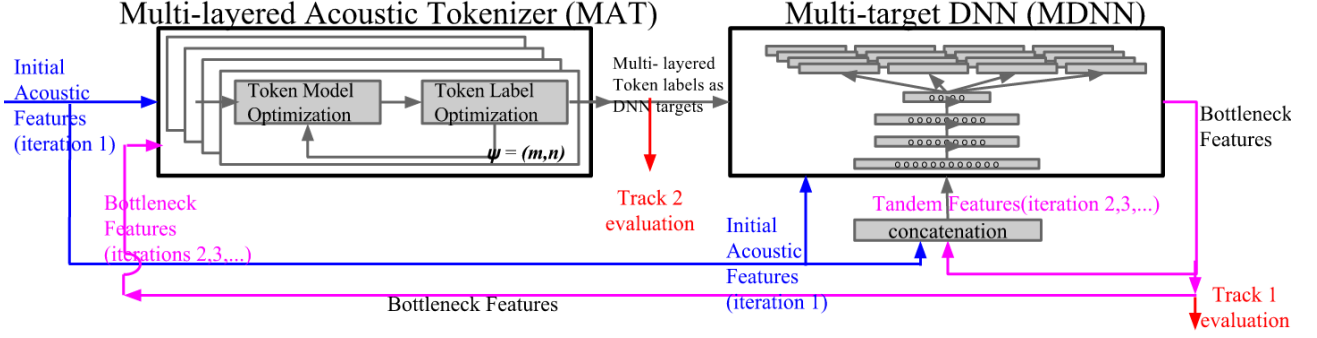 Multi-layered Acoustic Tokenizer (MAT)
Multi-target DNN (MDNN)
Initial
Acoustic
Features
(iteration 1)
Token Model
Optimization
Token Label
Optimization
ψ = (m,n)
Multi- layered
Token labels as
DNN targets
Bottleneck
Features
Bottleneck
Features
(iterations 2,3,...)
Track 2
evaluation
Initial
Acoustic
Features
(iteration 1)
Tandem Features(iteration 2,3,...)
concatenation
Bottleneck Features
Track 1
evaluation